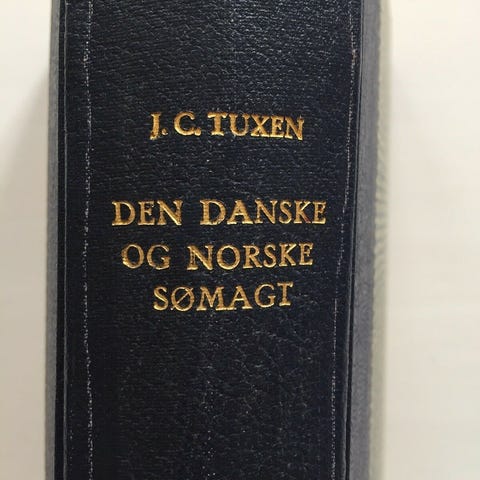 J. C. TUXEN
DEN DANSKE
OG NORSKE
SØMAGT